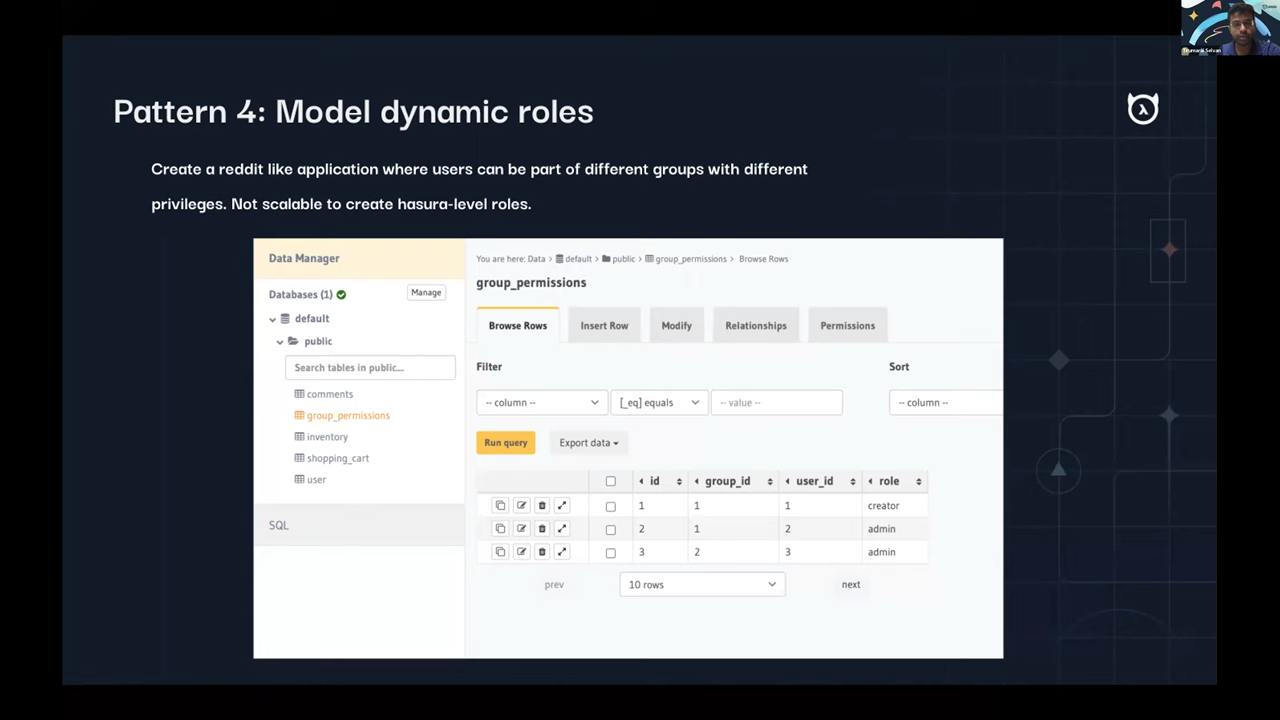 Tirumarai Selvan
Pattern 4: Model dynamic roles
Create a reddit like application where users can be part of different groups with different
privileges. Not scalable to create hasura-level roles.
Data Manager
Databases (1)
Manage
default
public
Search tables in public...
comments
group_permissions
inventory
shopping_cart
user
SQL
You are here: Data > default > public > group_permissions > Browse Rows
group_permissions
Browse Rows Insert Row Modify Relationships Permissions
Filter Sort
-- column -- [_eq] equals -- value -- -- column --
Run query Export data
id group_id user_id role
1 1 1 creator
2 1 2 admin
3 2 3 admin
prev 10 rows next